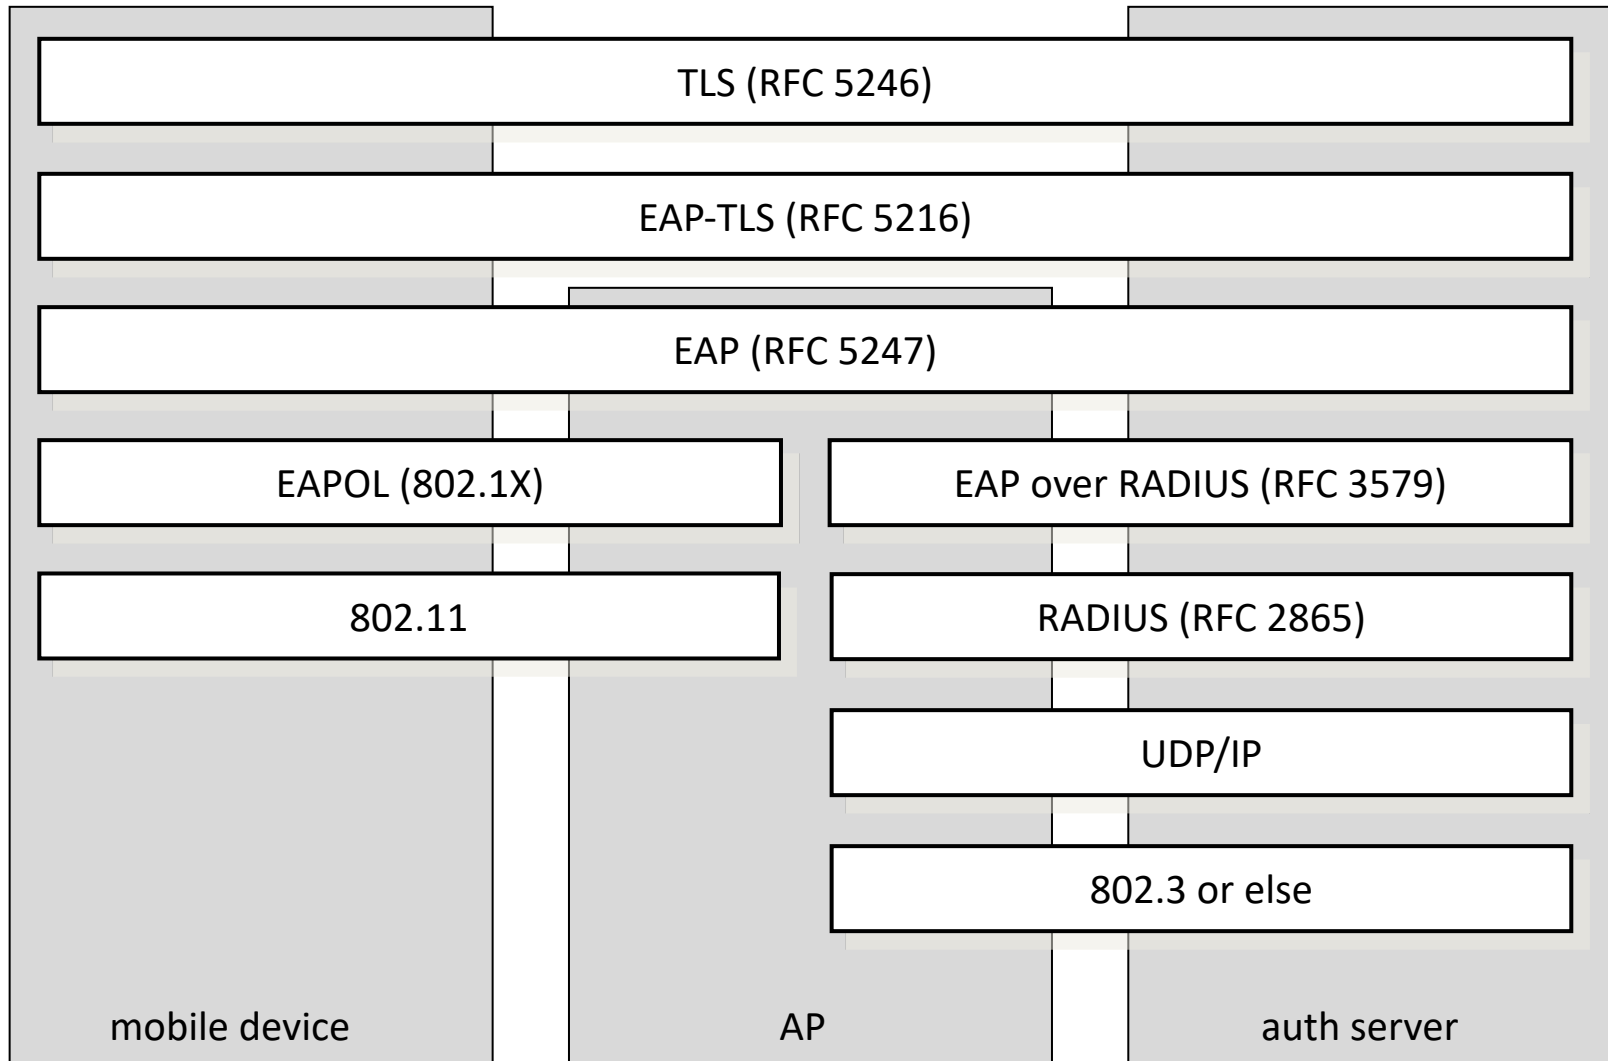 TLS (RFC 5246)
EAP-TLS (RFC 5216)
EAP (RFC 5247)
EAPOL (802.1X)
EAP over RADIUS (RFC 3579)
802.11
RADIUS (RFC 2865)
UDP/IP
802.3 or else
mobile device
AP
auth server